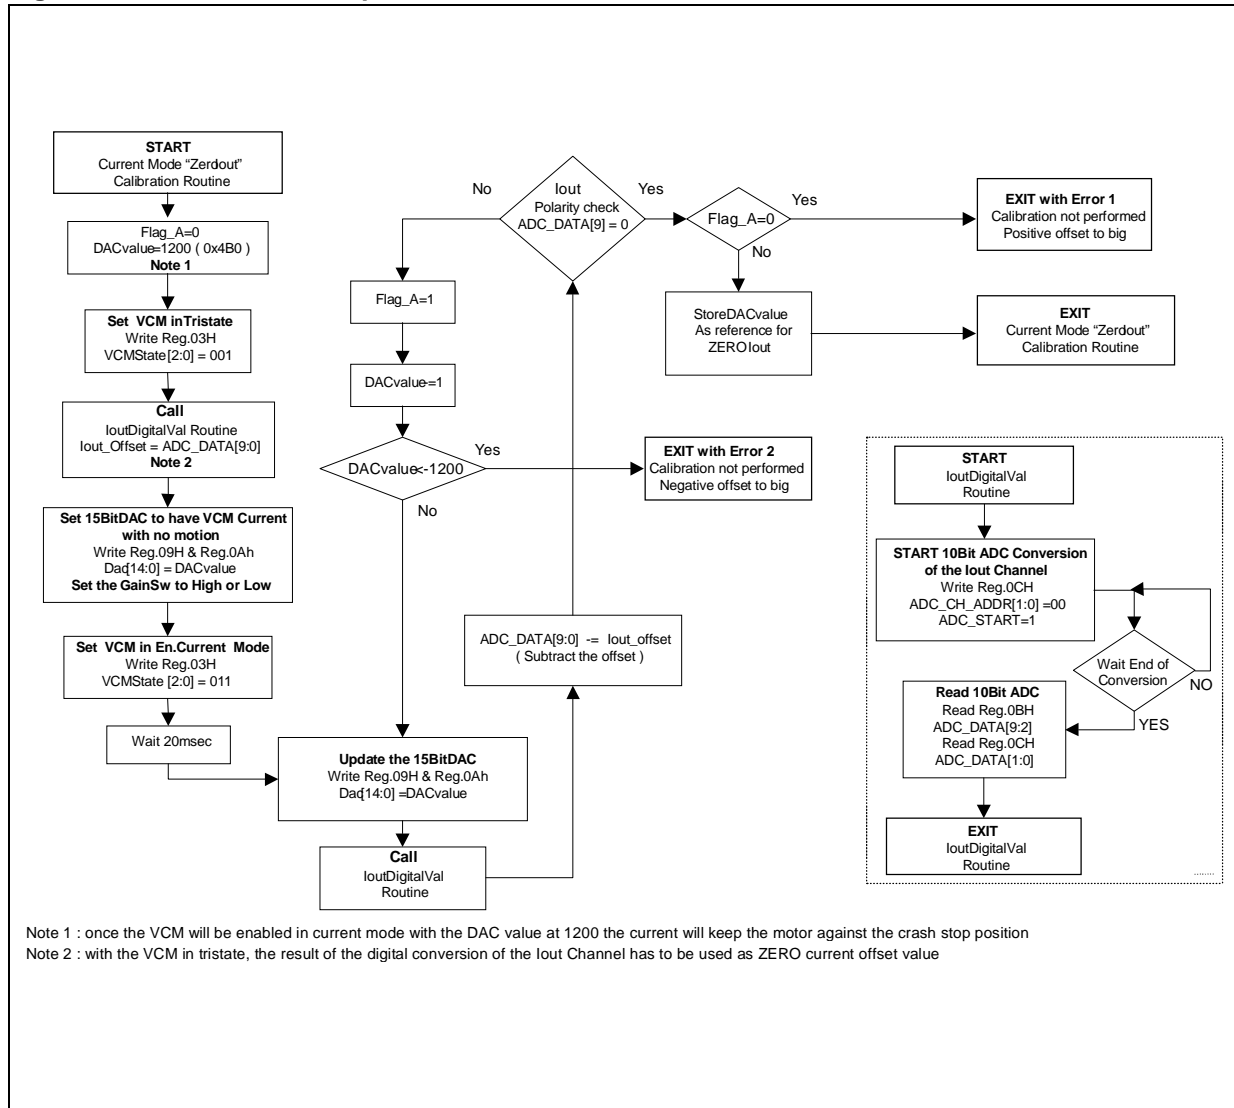 START
Current Mode “Zerdout”
Calibration Routine
Flag_A=0
DACvalue=1200 ( 0x4B0 )
Note 1
Set VCM inTristate
Write Reg.03H
VCMState[2:0] = 001
Call
IoutDigitalVal Routine
Iout_Offset = ADC_DATA[9:0]
Note 2
Set 15BitDAC to have VCM Current
with no motion
Write Reg.09H & Reg.0Ah
Daq[14:0] = DACvalue
Set the GainSw to High or Low
Set VCM in En.Current Mode
Write Reg.03H
VCMState [2:0] = 011
Wait 20msec
No
Iout
Polarity check
ADC_DATA[9] = 0
Yes
Flag_A=1
DACvalue-=1
DACvalue<-1200
Yes
No
Update the 15BitDAC
Write Reg.09H & Reg.0Ah
Daq[14:0] =DACvalue
Call
IoutDigitalVal
Routine
ADC_DATA[9:0] -= Iout_offset
( Subtract the offset )
Flag_A=0
Yes
No
EXIT with Error 1
Calibration not performed
Positive offset to big
StoreDACvalue
As reference for
ZERO Iout
EXIT
Current Mode “Zerdout”
Calibration Routine
EXIT with Error 2
Calibration not performed
Negative offset to big
START
IoutDigitalVal
Routine
START 10Bit ADC Conversion
of the Iout Channel
Write Reg.0CH
ADC_CH_ADDR[1:0] =00
ADC_START=1
Wait End of
Conversion
NO
YES
Read 10Bit ADC
Read Reg.0BH
ADC_DATA[9:2]
Read Reg.0CH
ADC_DATA[1:0]
EXIT
IoutDigitalVal
Routine
Note 1 : once the VCM will be enabled in current mode with the DAC value at 1200 the current will keep the motor against the crash stop position
Note 2 : with the VCM in tristate, the result of the digital conversion of the Iout Channel has to be used as ZERO current offset value